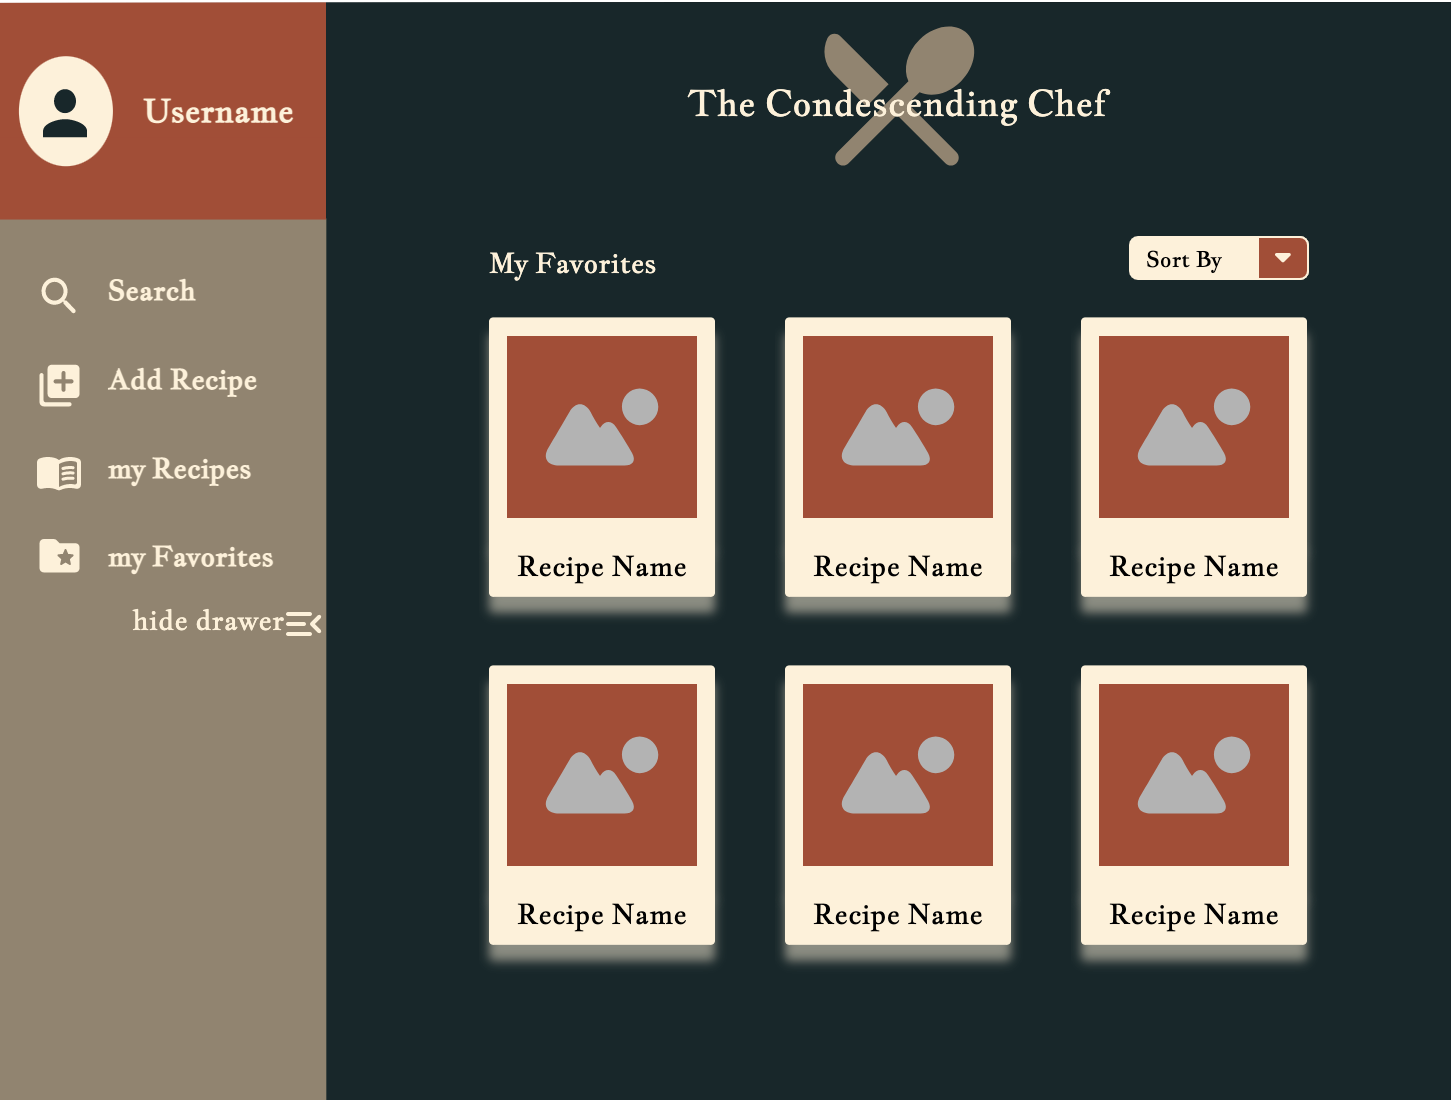 Username
The Condescending Chef
Search
Add Recipe
my Recipes
my Favorites
hide drawer
My Favorites
Sort By
Recipe Name
Recipe Name
Recipe Name
Recipe Name
Recipe Name
Recipe Name